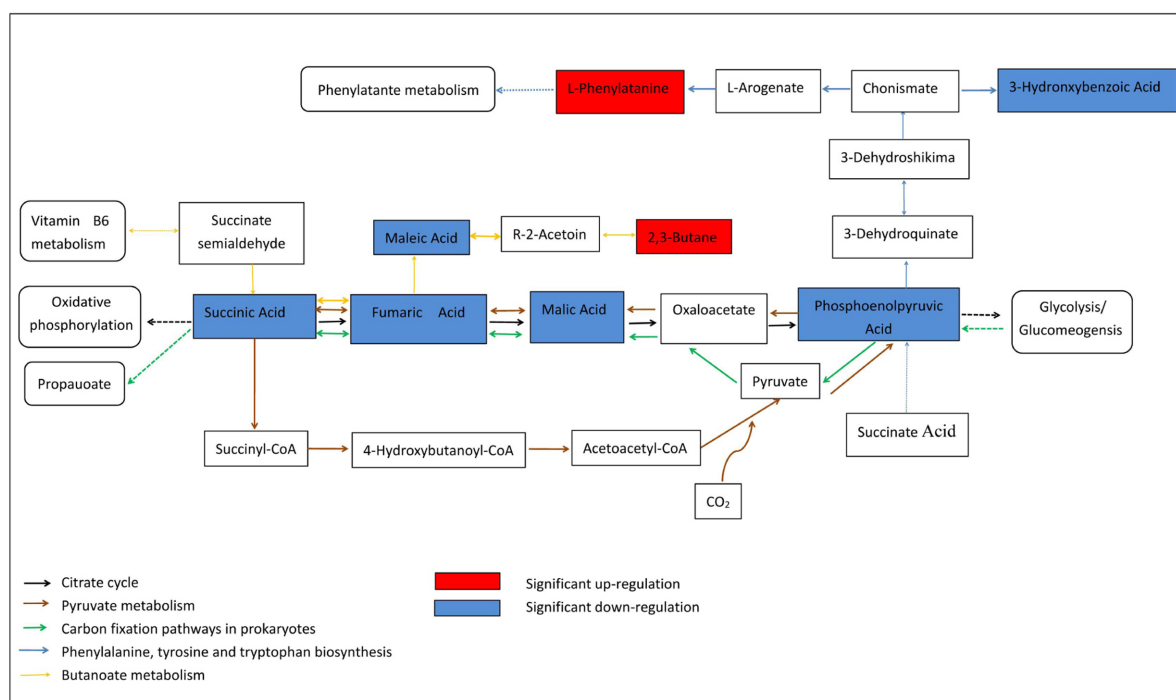 Phenylatante metabolism
L-Phenylatanine
L-Arogenate
Chonismate
3-Hydronxybenzoic Acid
3-Dehydroshikima
Vitamin B6
metabolism
Succinate
semialdehyde
Maleic Acid
R-2-Acetoin
2,3-Butane
3-Dehydroquinate
Oxidative
phosphorylation
Succinic Acid
Fumaric Acid
Malic Acid
Oxaloacetate
Phosphoenolpyruvic
Acid
Glycolysis/
Glucomeogensis
Propauoate
Pyruvate
Succinate Acid
Succinyl-CoA
4-Hydroxybutanoyl-CoA
Acetoacetyl-CoA
CO₂
Citrate cycle
Pyruvate metabolism
Carbon fixation pathways in prokaryotes
Phenylalanine, tyrosine and tryptophan biosynthesis
Butanoate metabolism
Significant up-regulation
Significant down-regulation